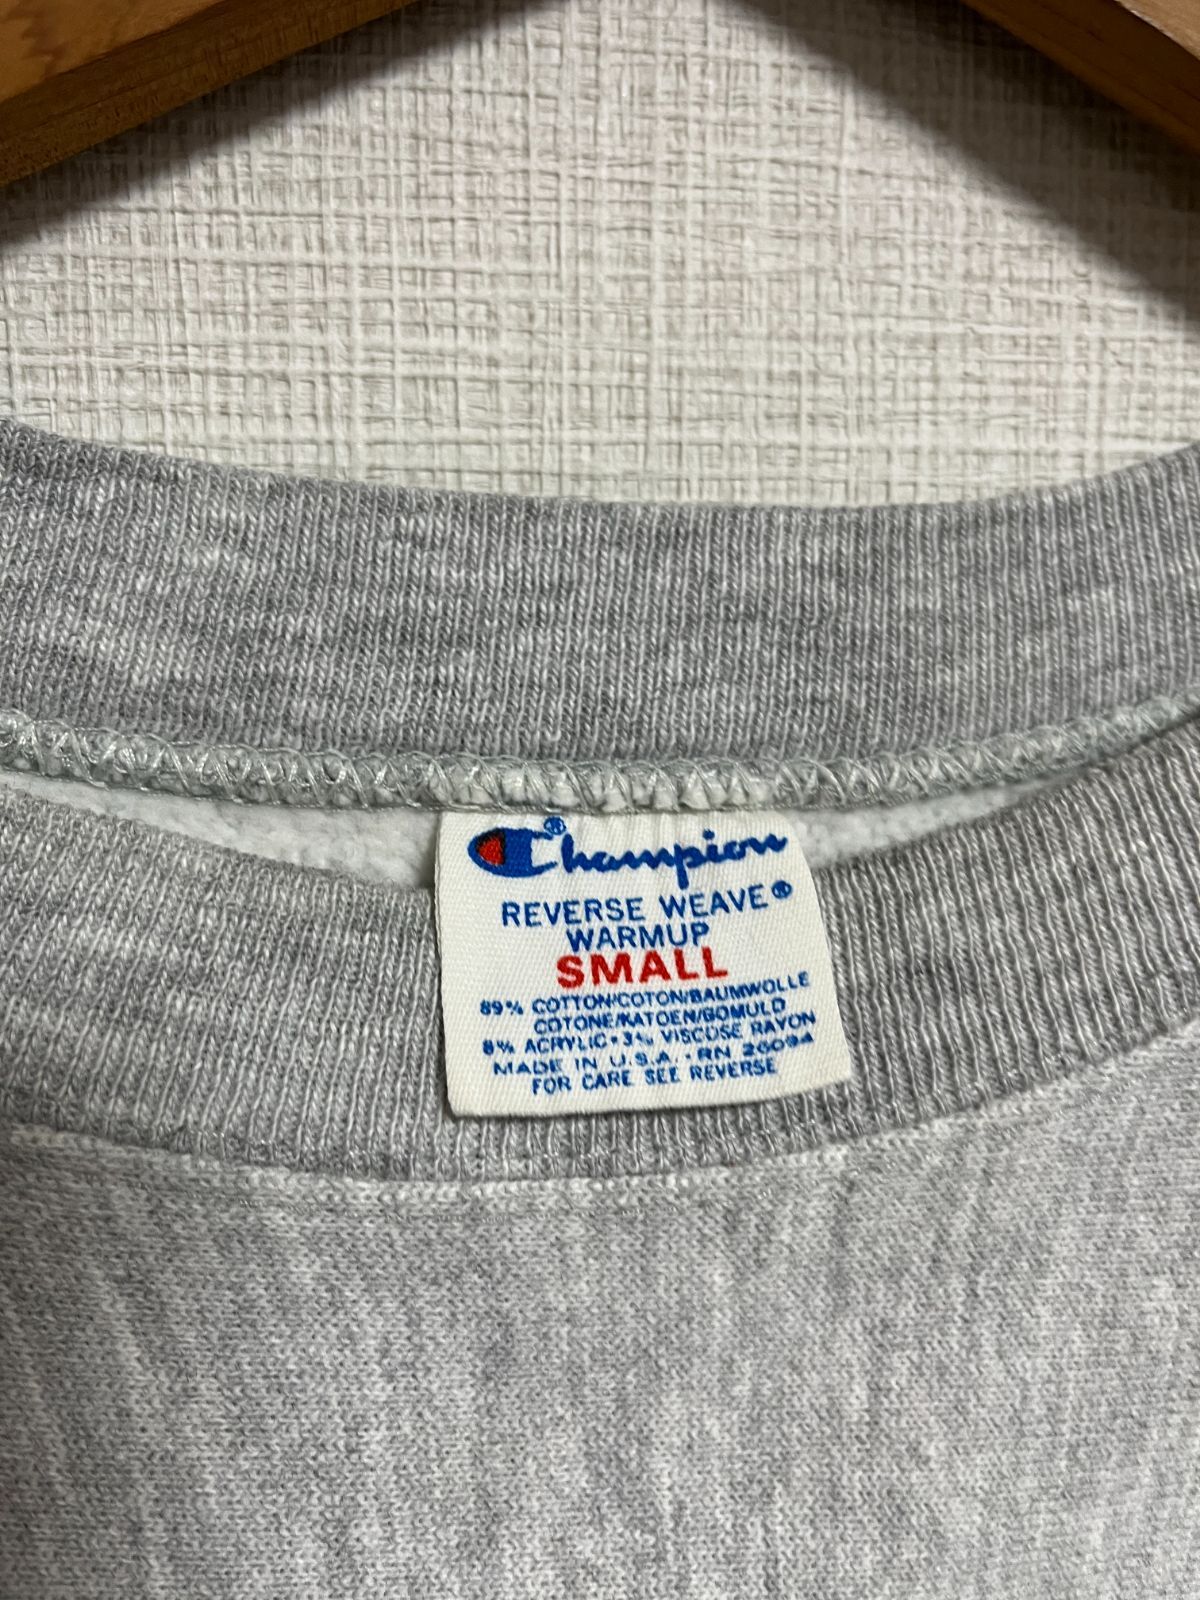 Champion®
REVERSE WEAVE®
WARMUP
SMALL
89% COTTON/COTON/BAUMWOLLE
COTONE/KATOEN/BOMULD
8% ACRYLIC • 3% VISCOSE RAYON
MADE IN U.S.A. • RN 26094
FOR CARE SEE REVERSE